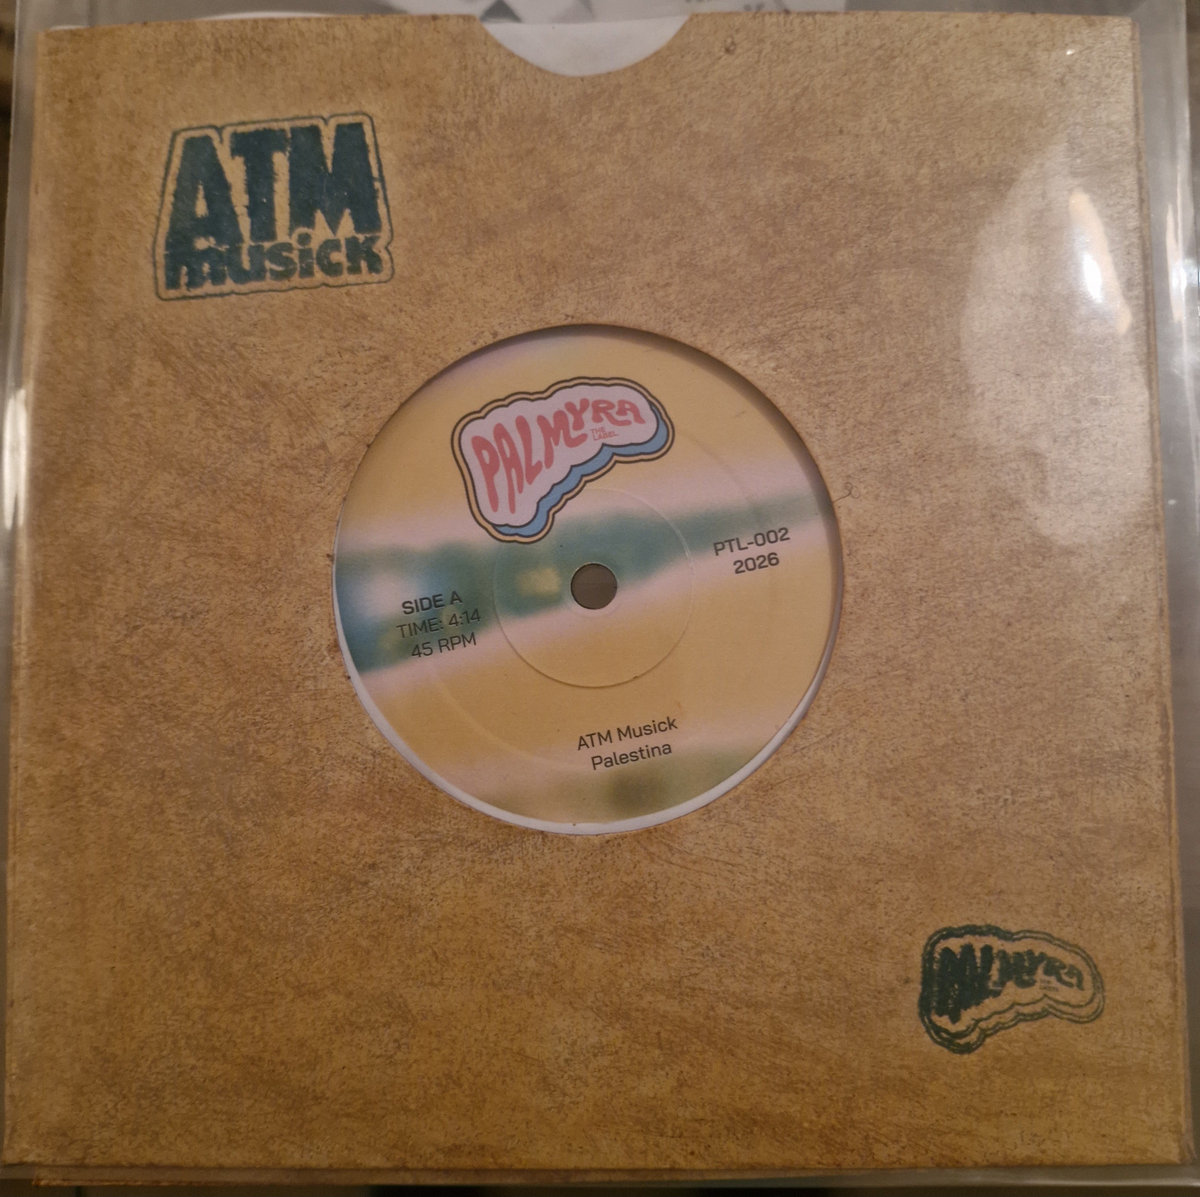 ATM
musick
PALMYRA
THE
LABEL
PTL-002
2026
SIDE A
TIME: 4:14
45 RPM
ATM Musick
Palestina
PALMYRA